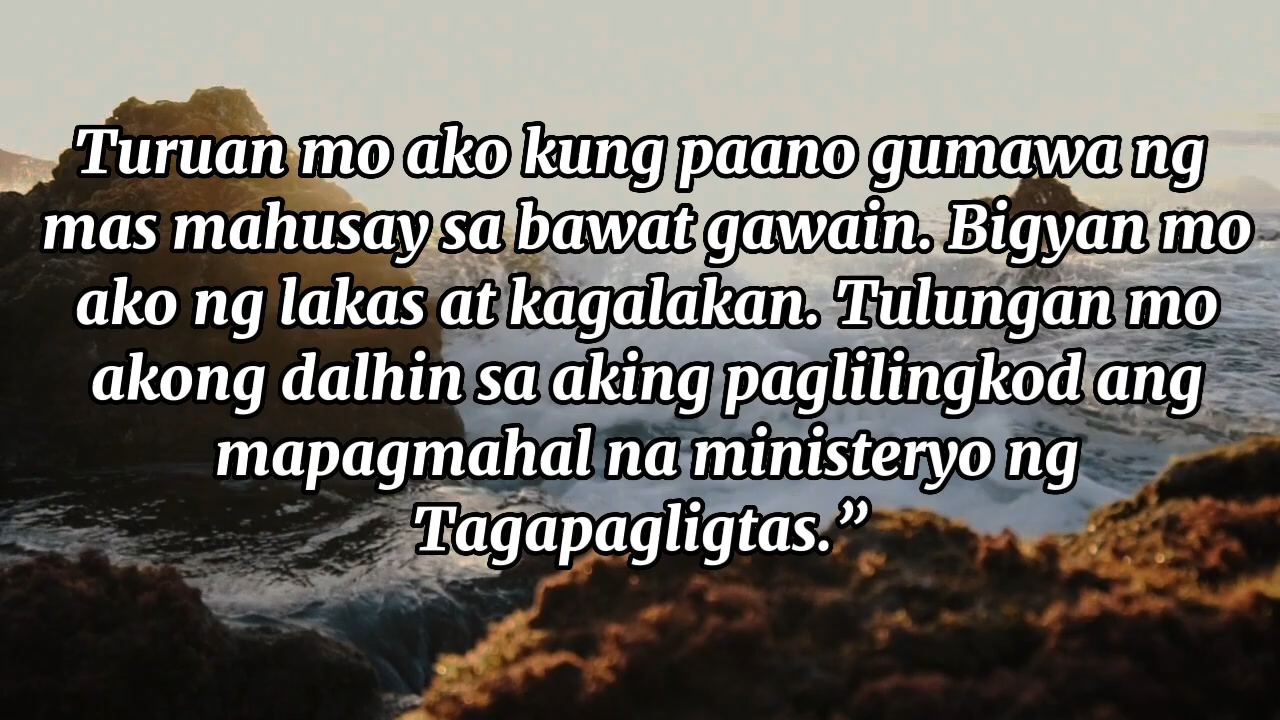 Turuan mo ako kung paano gumawa ng
mas mahusay sa bawat gawain. Bigyan mo
ako ng lakas at kagalakan. Tulungan mo
akong dalhin sa aking paglilingkod ang
mapagmahal na ministeryo ng
Tagapagligtas.”